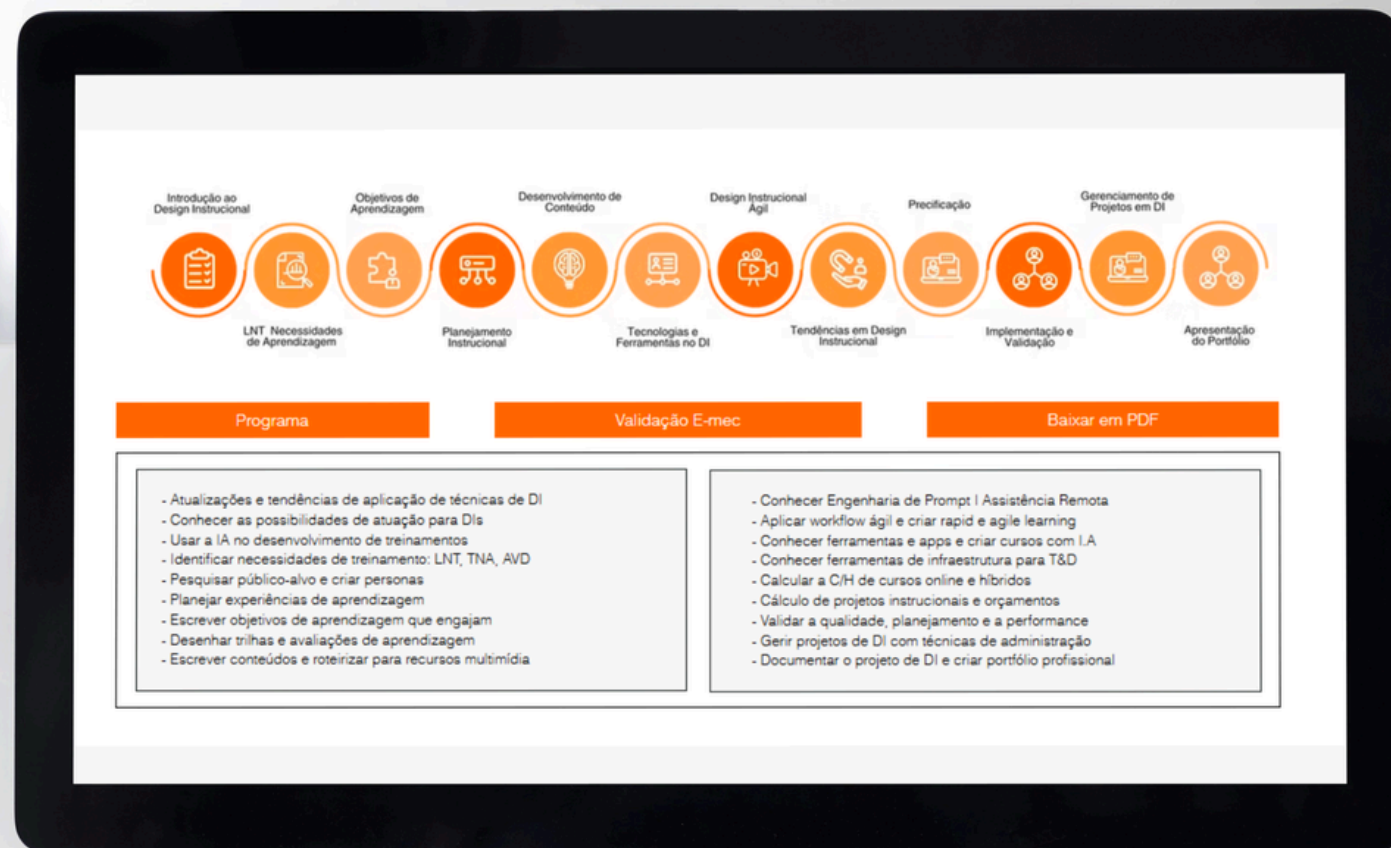 Introdução ao
Design Instrucional
Objetivos de
Aprendizagem
Desenvolvimento de
Conteúdo
Design Instrucional
Ágil
Precificação
Gerenciamento de
Projetos em DI
LNT Necessidades
de Aprendizagem
Planejamento
Instrucional
Tecnologias e
Ferramentas no DI
Tendências em Design
Instrucional
Implementação e
Validação
Apresentação
do Portfólio
Programa
Validação E-mec
Baixar em PDF
- Atualizações e tendências de aplicação de técnicas de DI
- Conhecer as possibilidades de atuação para DIs
- Usar a IA no desenvolvimento de treinamentos
- Identificar necessidades de treinamento: LNT, TNA, AVD
- Pesquisar público-alvo e criar personas
- Planejar experiências de aprendizagem
- Escrever objetivos de aprendizagem que engajam
- Desenhar trilhas e avaliações de aprendizagem
- Escrever conteúdos e roteirizar para recursos multimídia
- Conhecer Engenharia de Prompt | Assistência Remota
- Aplicar workflow ágil e criar rapid e agile learning
- Conhecer ferramentas e apps e criar cursos com I.A
- Conhecer ferramentas de infraestrutura para T&D
- Calcular a C/H de cursos online e híbridos
- Cálculo de projetos instrucionais e orçamentos
- Validar a qualidade, planejamento e a performance
- Gerir projetos de DI com técnicas de administração
- Documentar o projeto de DI e criar portfólio profissional